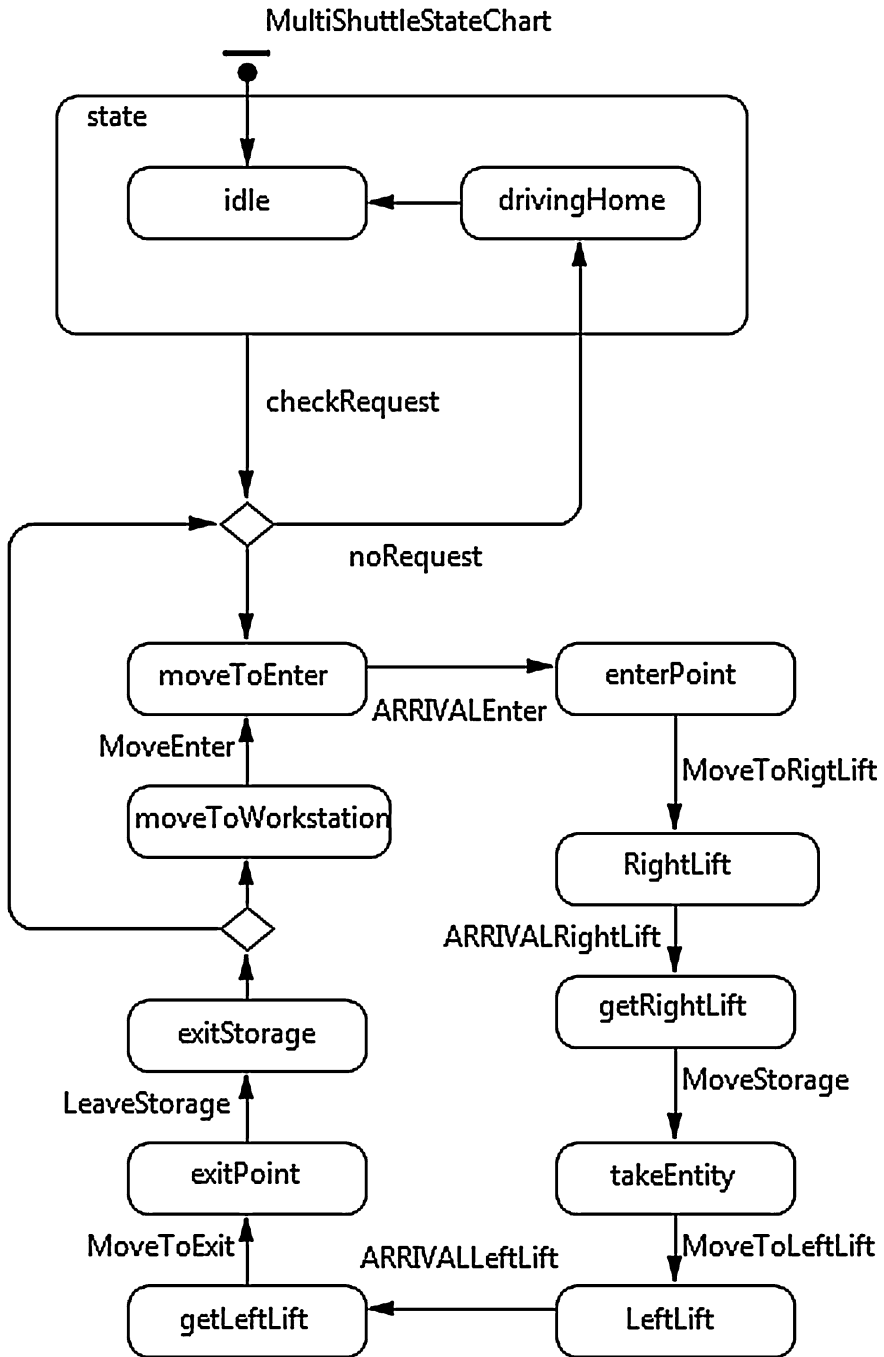 MultiShuttleStateChart
state
idle
drivingHome
checkRequest
noRequest
moveToEnter
ARRIVALEnter
enterPoint
MoveEnter
MoveToRigtLift
moveToWorkstation
RightLift
ARRIVALRightLift
getRightLift
exitStorage
MoveStorage
LeaveStorage
exitPoint
takeEntity
MoveToExit
ARRIVALLeftLift
MoveToLeftLift
getLeftLift
LeftLift